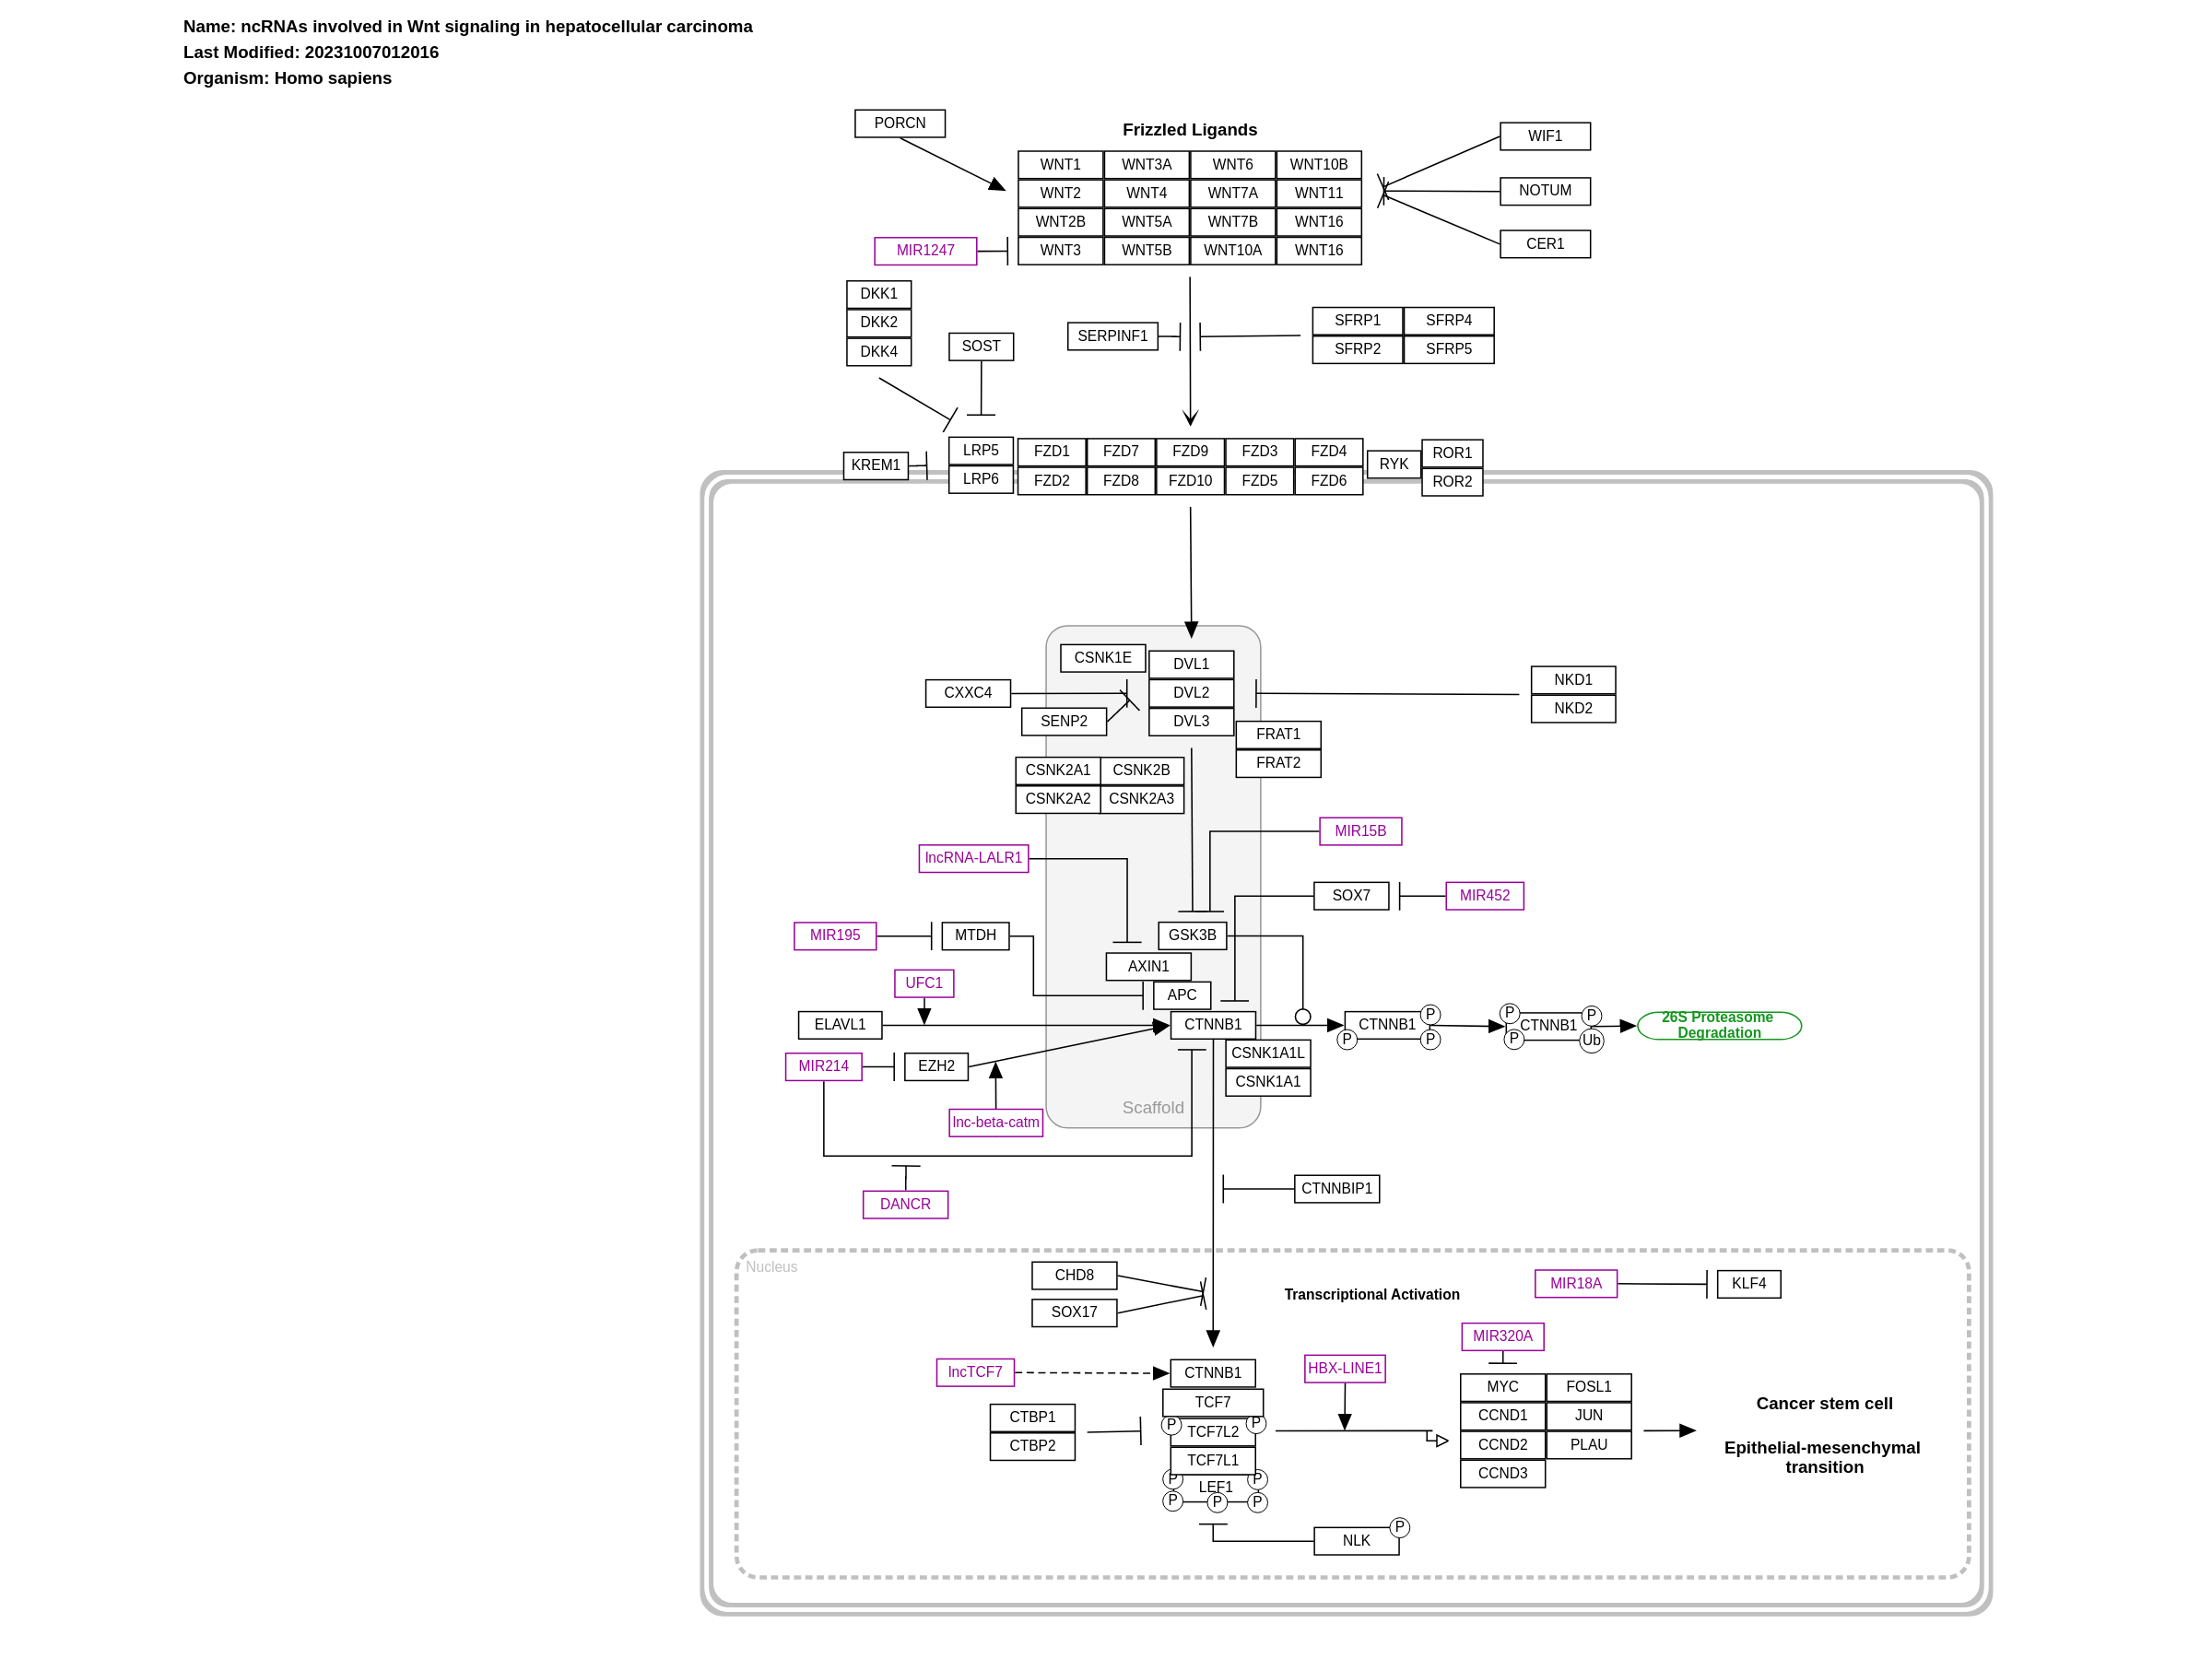 Name: ncRNAs involved in Wnt signaling in hepatocellular carcinoma
Last Modified: 20231007012016
Organism: Homo sapiens
PORCN
Frizzled Ligands
WIF1
WNT1 WNT3A WNT6 WNT10B
WNT2 WNT4 WNT7A WNT11
NOTUM
WNT2B WNT5A WNT7B WNT16
WNT3 WNT5B WNT10A WNT16
CER1
MIR1247
DKK1
DKK2
DKK4
SOST
SERPINF1
SFRP1 SFRP4
SFRP2 SFRP5
KREM1
LRP5
LRP6
FZD1 FZD7 FZD9 FZD3 FZD4
FZD2 FZD8 FZD10 FZD5 FZD6
RYK
ROR1
ROR2
CSNK1E
DVL1
DVL2
DVL3
CXXC4
SENP2
NKD1
NKD2
FRAT1
FRAT2
CSNK2A1 CSNK2B
CSNK2A2 CSNK2A3
MIR15B
lncRNA-LALR1
SOX7
MIR452
MIR195
MTDH
GSK3B
AXIN1
UFC1
APC
ELAVL1
CTNNB1
CTNNB1
P
P
P
CTNNB1
P
P
P
Ub
26S Proteasome
Degradation
MIR214
EZH2
CSNK1A1L
CSNK1A1
Scaffold
lnc-beta-catm
DANCR
CTNNBIP1
Nucleus
CHD8
SOX17
Transcriptional Activation
MIR18A
KLF4
MIR320A
lncTCF7
CTNNB1
HBX-LINE1
TCF7
P
P
TCF7L2
TCF7L1
P
P
LEF1
P
P
P
CTBP1
CTBP2
MYC FOSL1
CCND1 JUN
CCND2 PLAU
CCND3
Cancer stem cell
Epithelial-mesenchymal
transition
NLK
P